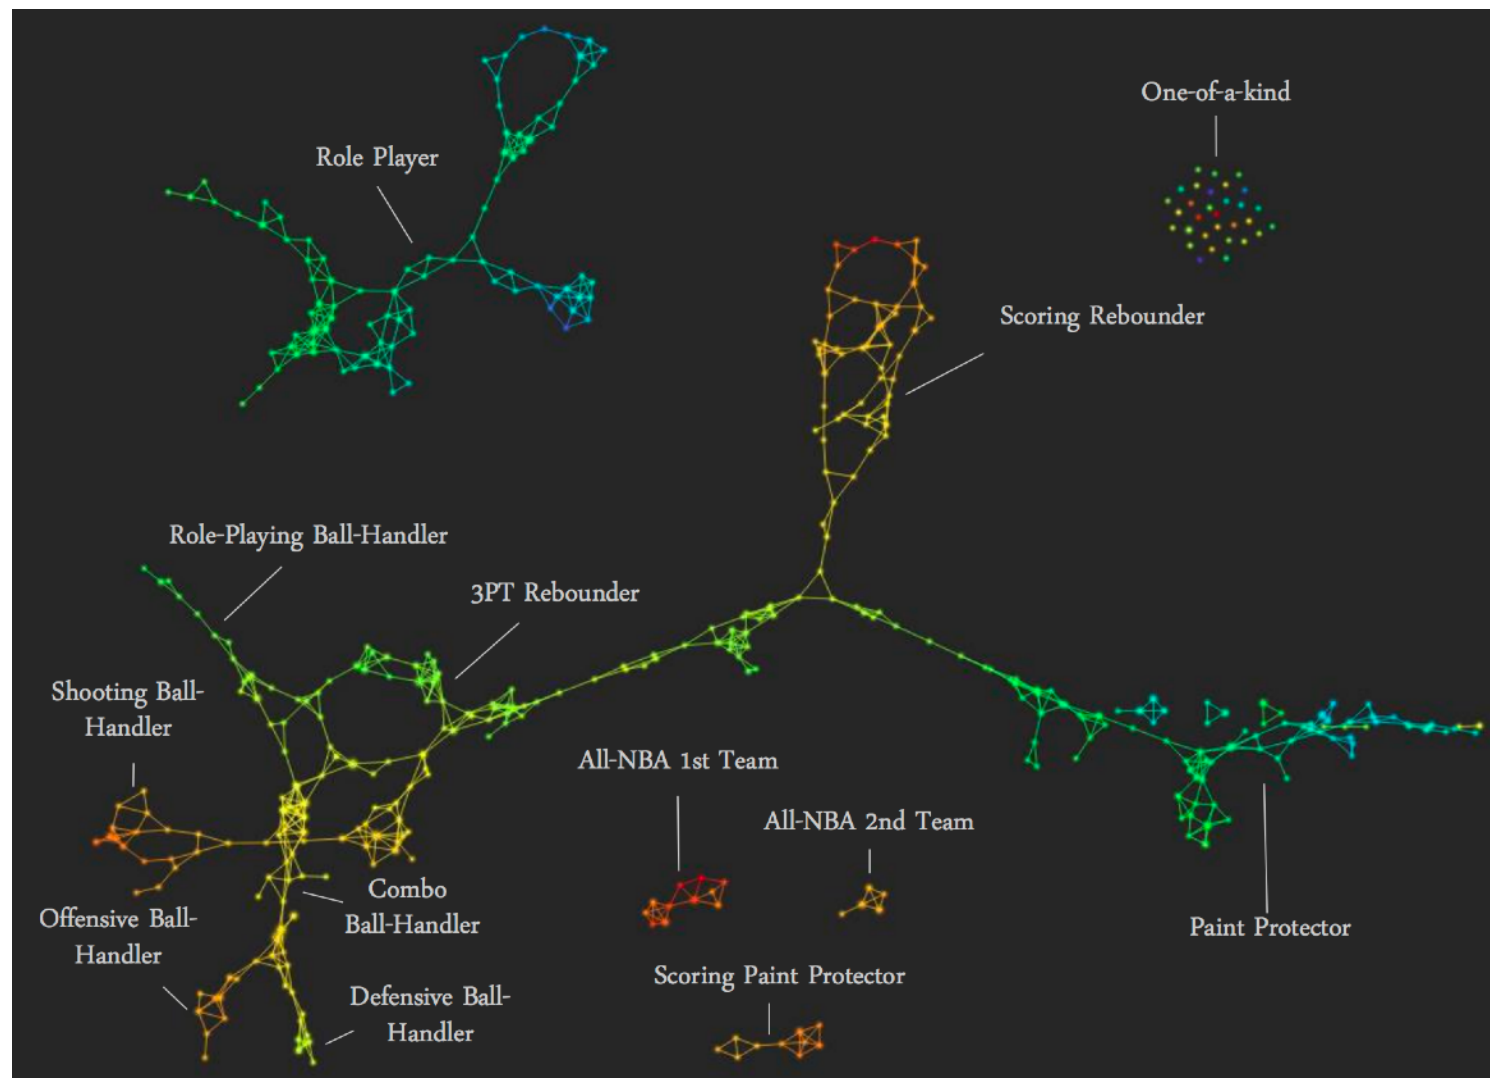 One-of-a-kind
Role Player
Scoring Rebounder
Role-Playing Ball-Handler
3PT Rebounder
Shooting Ball-
Handler
All-NBA 1st Team
All-NBA 2nd Team
Combo
Ball-Handler
Offensive Ball-
Handler
Paint Protector
Scoring Paint Protector
Defensive Ball-
Handler